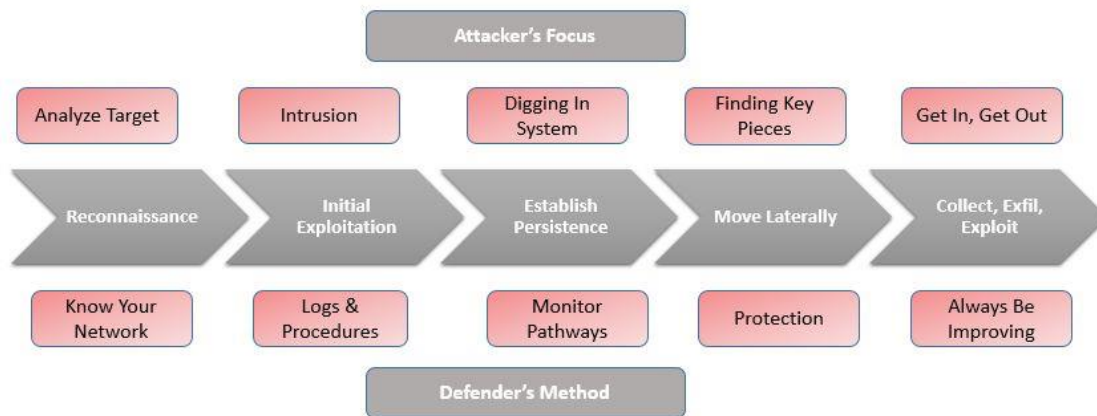 Attacker's Focus
Analyze Target
Intrusion
Digging In
System
Finding Key
Pieces
Get In, Get Out
Reconnaissance
Initial
Exploitation
Establish
Persistence
Move Laterally
Collect, Exfil,
Exploit
Know Your
Network
Logs &
Procedures
Monitor
Pathways
Protection
Always Be
Improving
Defender's Method